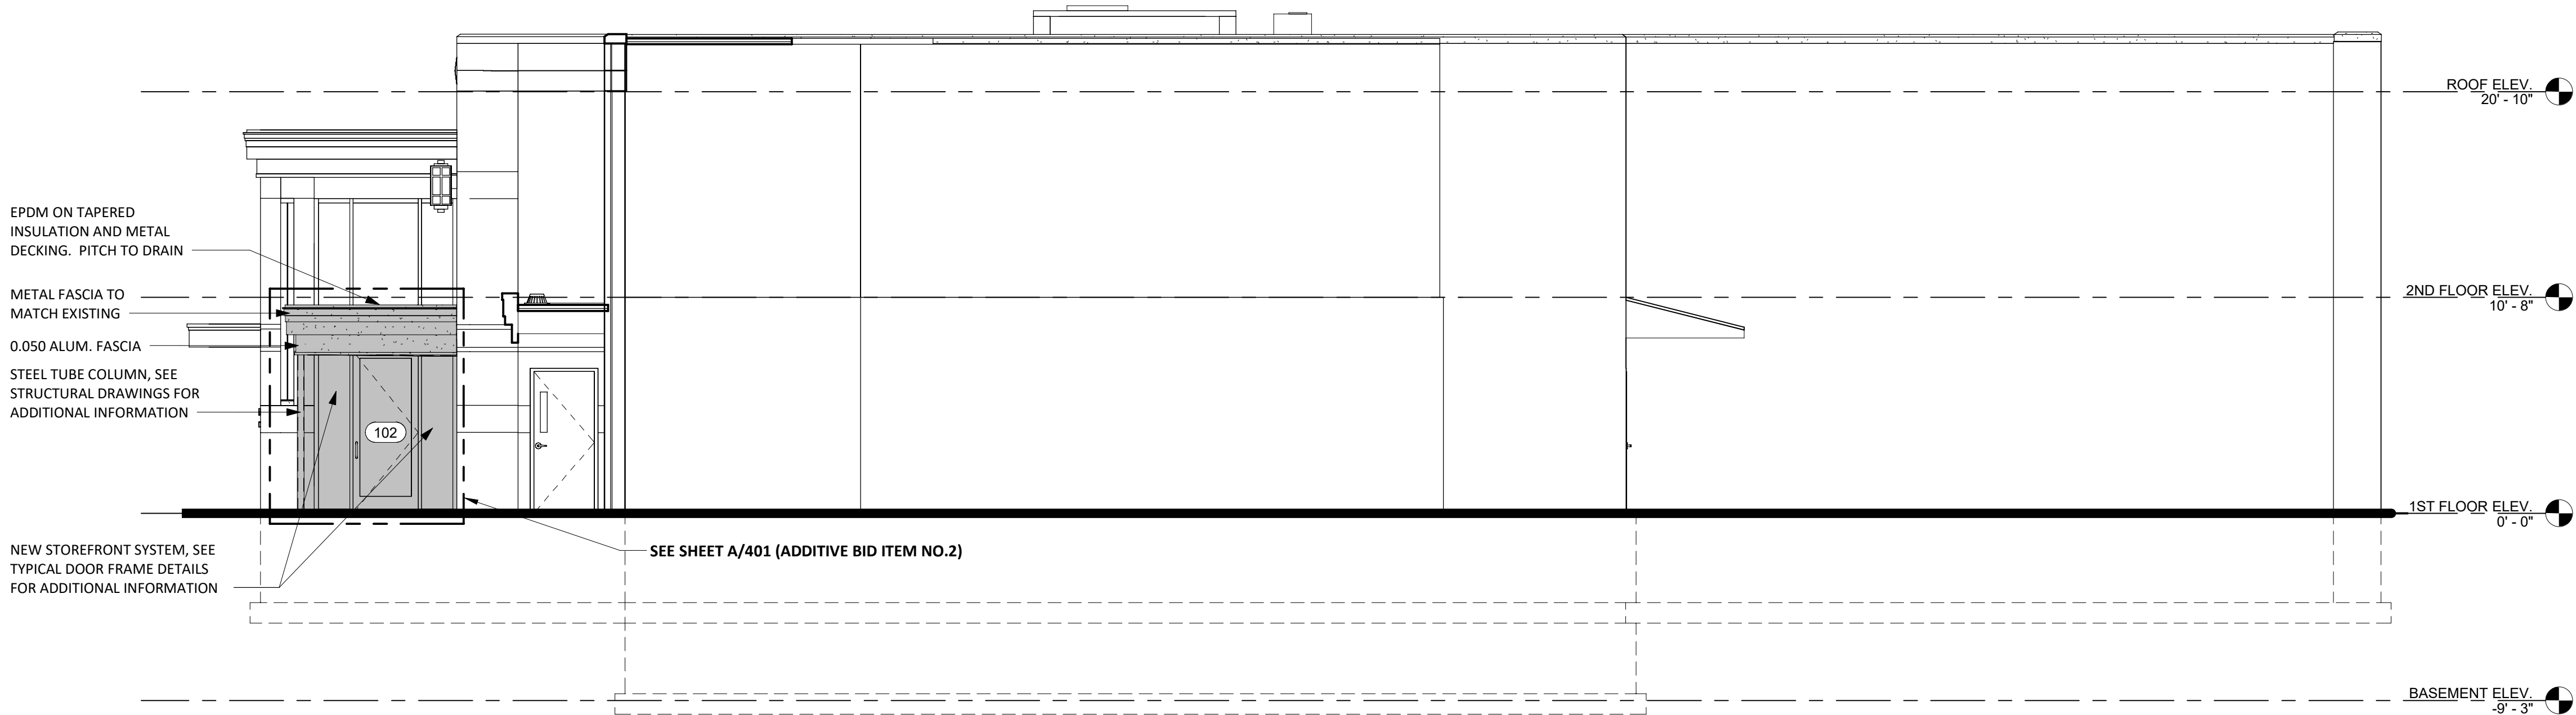 ROOF ELEV.
20' - 10"
EPDM ON TAPERED
INSULATION AND METAL
DECKING. PITCH TO DRAIN
METAL FASCIA TO
MATCH EXISTING
2ND FLOOR ELEV.
10' - 8"
0.050 ALUM. FASCIA
STEEL TUBE COLUMN, SEE
STRUCTURAL DRAWINGS FOR
ADDITIONAL INFORMATION
102
1ST FLOOR ELEV.
0' - 0"
NEW STOREFRONT SYSTEM, SEE
TYPICAL DOOR FRAME DETAILS
FOR ADDITIONAL INFORMATION
SEE SHEET A/401 (ADDITIVE BID ITEM NO.2)
BASEMENT ELEV.
-9' - 3"